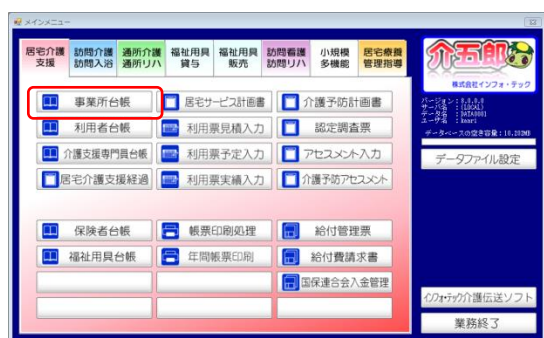 メインメニュー
居宅介護
支援
訪問介護
訪問入浴
通所介護
通所リハ
福祉用具
貸与
福祉用具
販売
訪問看護
訪問リハ
小規模
多機能
居宅療養
管理指導
事業所台帳
居宅サービス計画書
介護予防計画書
利用者台帳
利用票見積入力
認定調査票
介護支援専門員台帳
利用票予定入力
アセスメント入力
居宅介護支援経過
利用票実績入力
介護予防アセスメント
保険者台帳
帳票印刷処理
給付管理票
福祉用具台帳
年間帳票印刷
給付費請求書
国保連合会入金管理
介五郎
株式会社インフォ・テック
データベースの空き容量:
データファイル設定
インフォ・テック介護伝送ソフト
業務終了